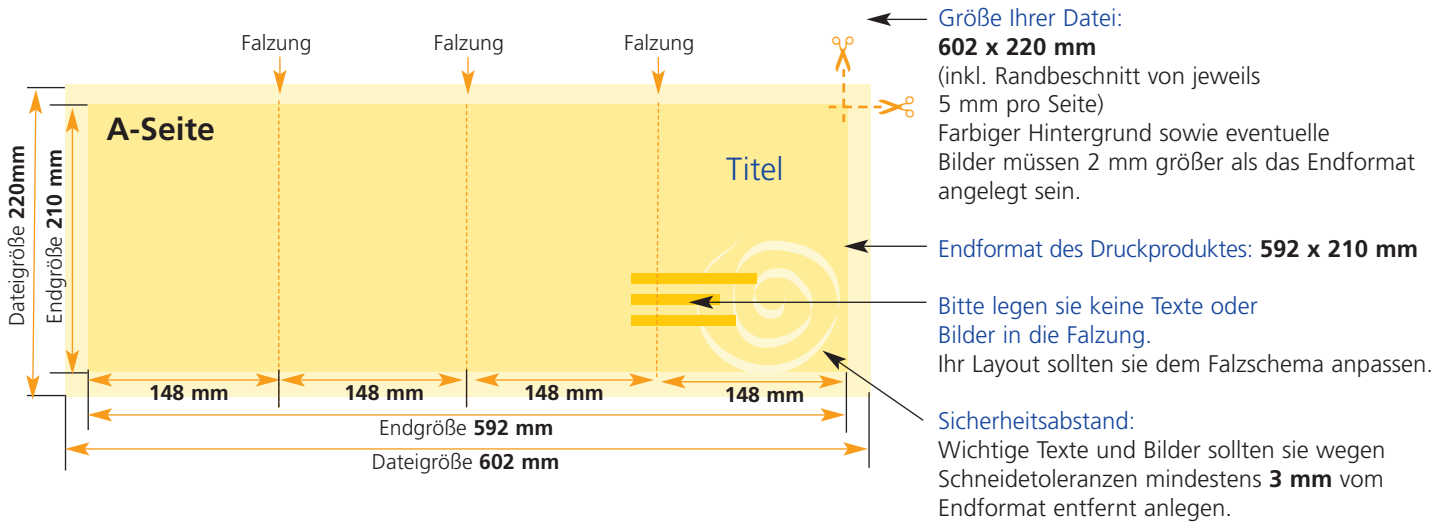 Falzung
Falzung
Falzung
Dateigröße 220mm
Endgröße 210 mm
A-Seite
Titel
148 mm
148 mm
148 mm
148 mm
Endgröße 592 mm
Dateigröße 602 mm
Größe Ihrer Datei:
602 x 220 mm
(inkl. Randbeschnitt von jeweils
5 mm pro Seite)
Farbiger Hintergrund sowie eventuelle
Bilder müssen 2 mm größer als das Endformat
angelegt sein.
Endformat des Druckproduktes: 592 x 210 mm
Bitte legen sie keine Texte oder
Bilder in die Falzung.
Ihr Layout sollten sie dem Falzschema anpassen.
Sicherheitsabstand:
Wichtige Texte und Bilder sollten sie wegen
Schneidetoleranzen mindestens 3 mm vom
Endformat entfernt anlegen.